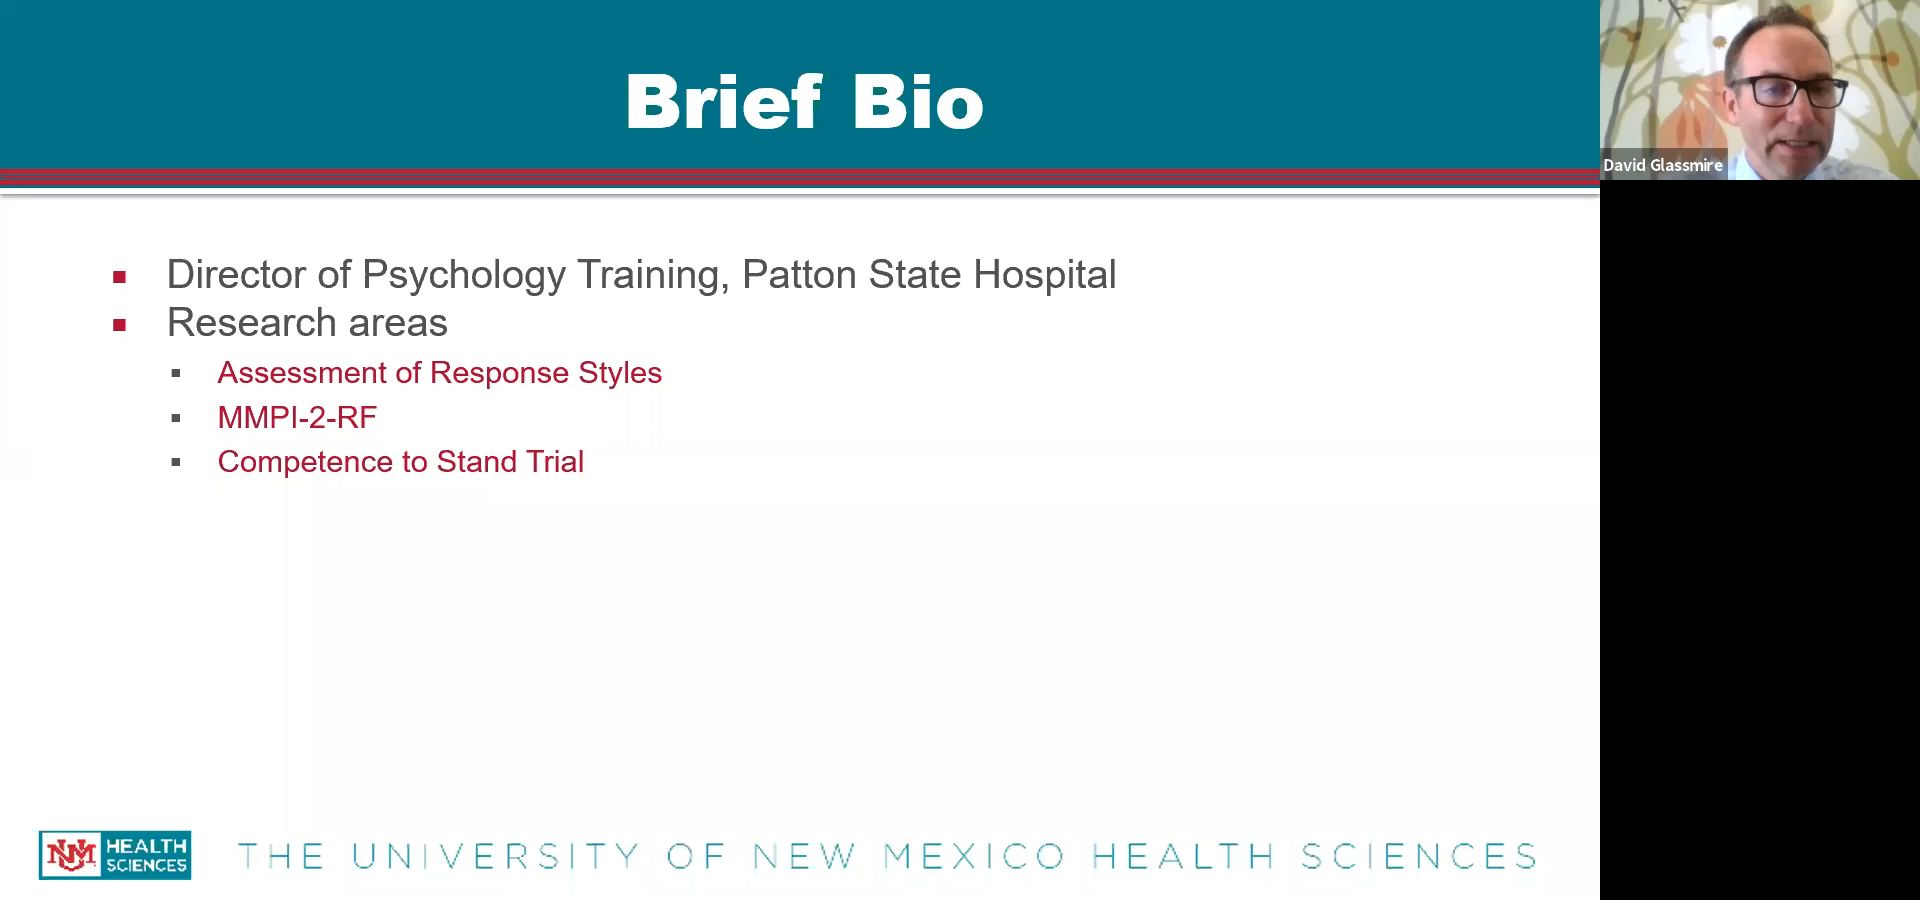 Brief Bio
David Glassmire
Director of Psychology Training, Patton State Hospital
Research areas
Assessment of Response Styles
MMPI-2-RF
Competence to Stand Trial
UNM HEALTH
SCIENCES
THE UNIVERSITY OF NEW MEXICO HEALTH SCIENCES